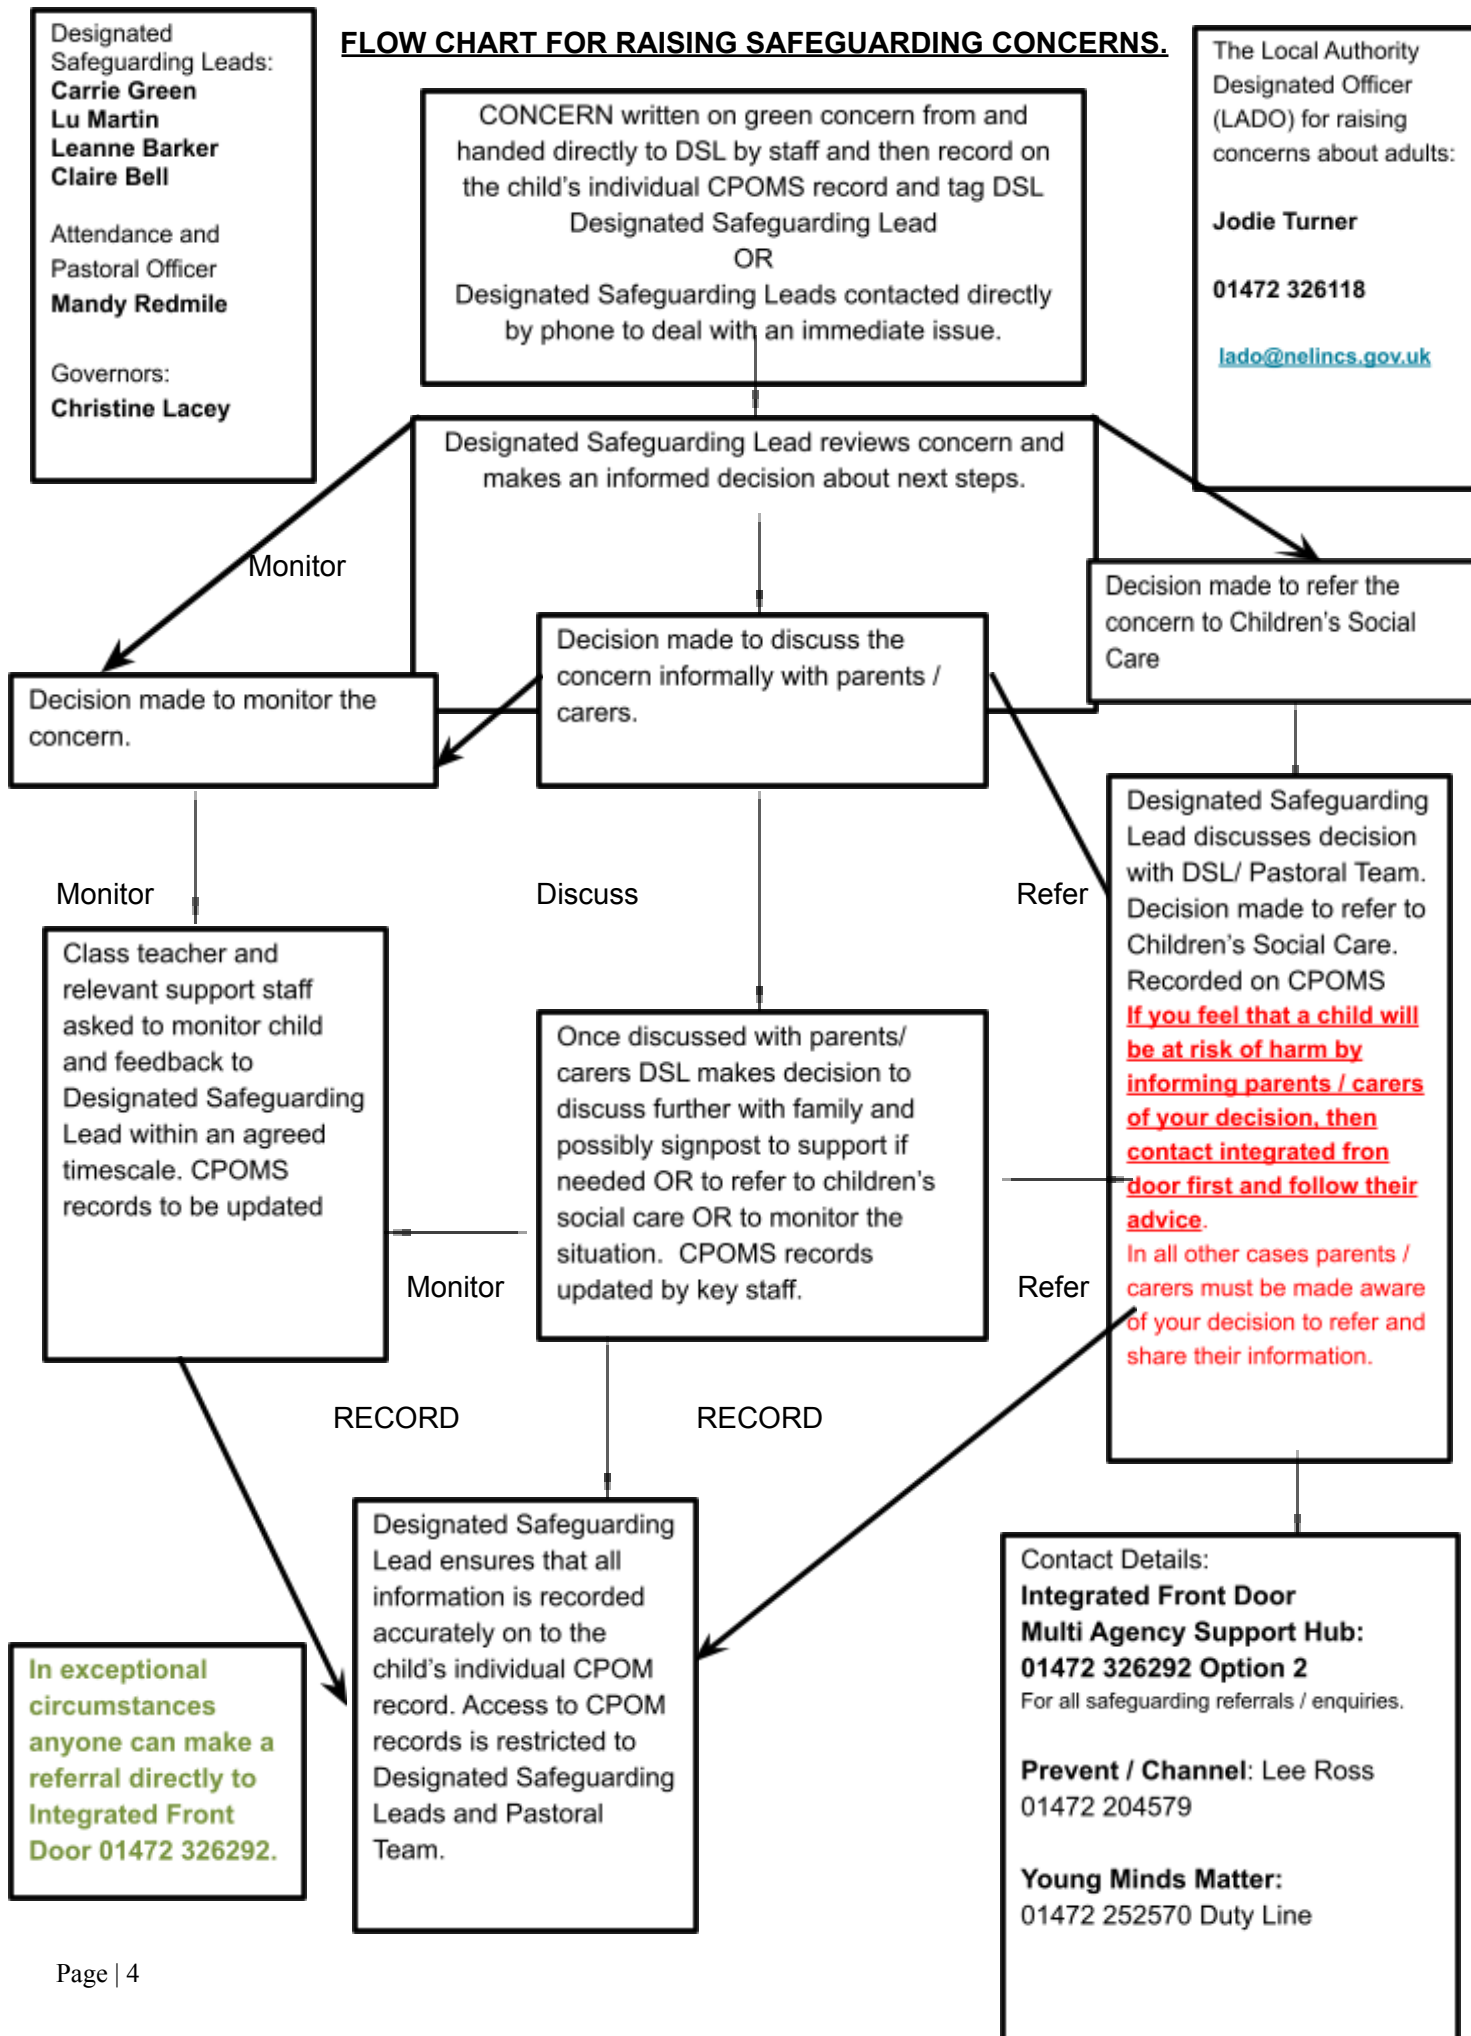 FLOW CHART FOR RAISING SAFEGUARDING CONCERNS.
Designated
Safeguarding Leads:
Carrie Green
Lu Martin
Leanne Barker
Claire Bell
Attendance and
Pastoral Officer
Mandy Redmile
Governors:
Christine Lacey
CONCERN written on green concern from and
handed directly to DSL by staff and then record on
the child's individual CPOMS record and tag DSL
Designated Safeguarding Lead
OR
Designated Safeguarding Leads contacted directly
by phone to deal with an immediate issue.
The Local Authority
Designated Officer
(LADO) for raising
concerns about adults:
Jodie Turner
01472 326118
lado@nelincs.gov.uk
Designated Safeguarding Lead reviews concern and
makes an informed decision about next steps.
Monitor
Decision made to monitor the
concern.
Decision made to discuss the
concern informally with parents /
carers.
Decision made to refer the
concern to Children's Social
Care
Monitor
Discuss
Refer
Class teacher and
relevant support staff
asked to monitor child
and feedback to
Designated Safeguarding
Lead within an agreed
timescale. CPOMS
records to be updated
Once discussed with parents/
carers DSL makes decision to
discuss further with family and
possibly signpost to support if
needed OR to refer to children's
social care OR to monitor the
situation. CPOMS records
updated by key staff.
Designated Safeguarding
Lead discusses decision
with DSL/ Pastoral Team.
Decision made to refer to
Children's Social Care.
Recorded on CPOMS
If you feel that a child will
be at risk of harm by
informing parents / carers
of your decision, then
contact integrated fron
door first and follow their
advice.
In all other cases parents /
carers must be made aware
of your decision to refer and
share their information.
Monitor
Refer
RECORD
RECORD
Designated Safeguarding
Lead ensures that all
information is recorded
accurately on to the
child's individual CPOM
record. Access to CPOM
records is restricted to
Designated Safeguarding
Leads and Pastoral
Team.
In exceptional
circumstances
anyone can make a
referral directly to
Integrated Front
Door 01472 326292.
Contact Details:
Integrated Front Door
Multi Agency Support Hub:
01472 326292 Option 2
For all safeguarding referrals / enquiries.
Prevent / Channel: Lee Ross
01472 204579
Young Minds Matter:
01472 252570 Duty Line
Page | 4